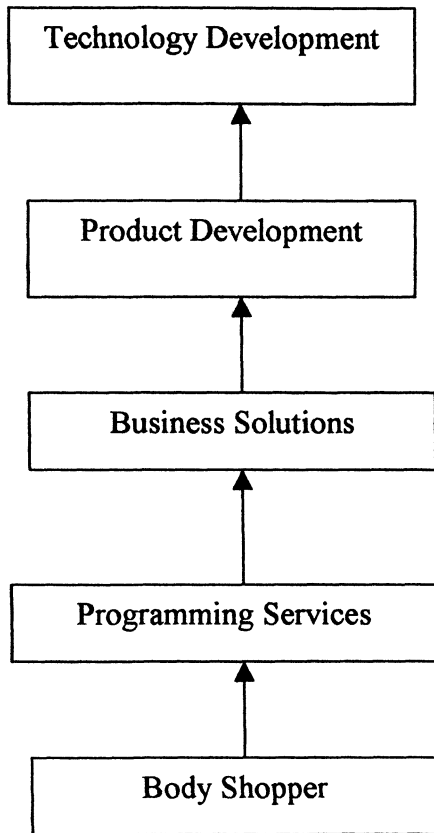 Technology Development
Product Development
Business Solutions
Programming Services
Body Shopper